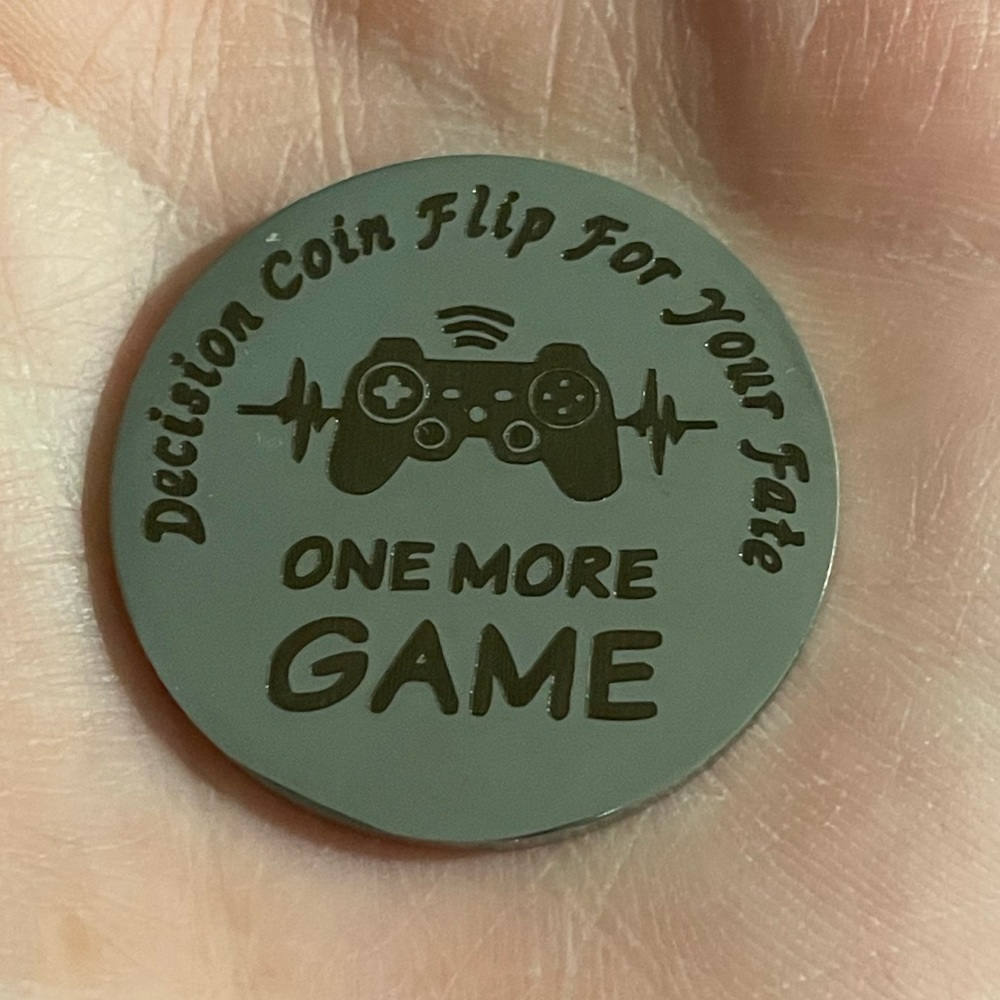 Decision Coin Flip For Your Fate
ONE MORE
GAME